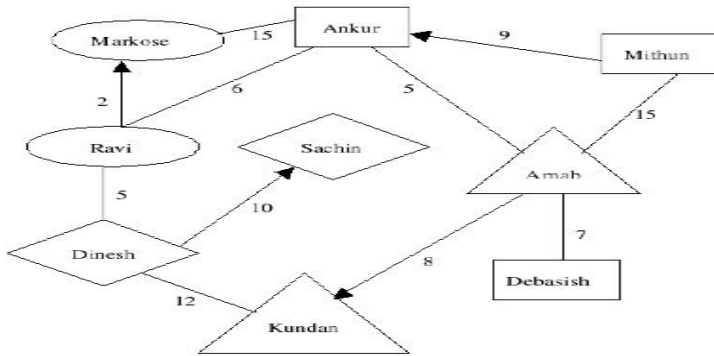 Ankur
Markose
15
9
Mithun
2
6
5
15
Ravi
Sachin
Arnab
5
10
7
Dinesh
8
Debasish
12
Kundan